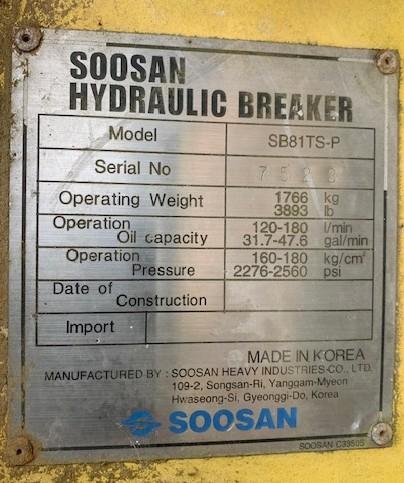 SOOSAN
HYDRAULIC BREAKER
Model SB81TS-P
Serial No 7523
Operating Weight 1766 kg
3893 lb
Operation 120-180 l/min
Oil capacity 31.7-47.6 gal/min
Operation 160-180 kg/cm²
Pressure 2276-2560 psi
Date of
Construction
Import
MADE IN KOREA
MANUFACTURED BY : SOOSAN HEAVY INDUSTRIES CO., LTD.
109-2, Songsan-Ri, Yanggam-Myeon
Hwaseong-Si, Gyeonggi-Do, Korea
SOOSAN
SOOSAN C33505